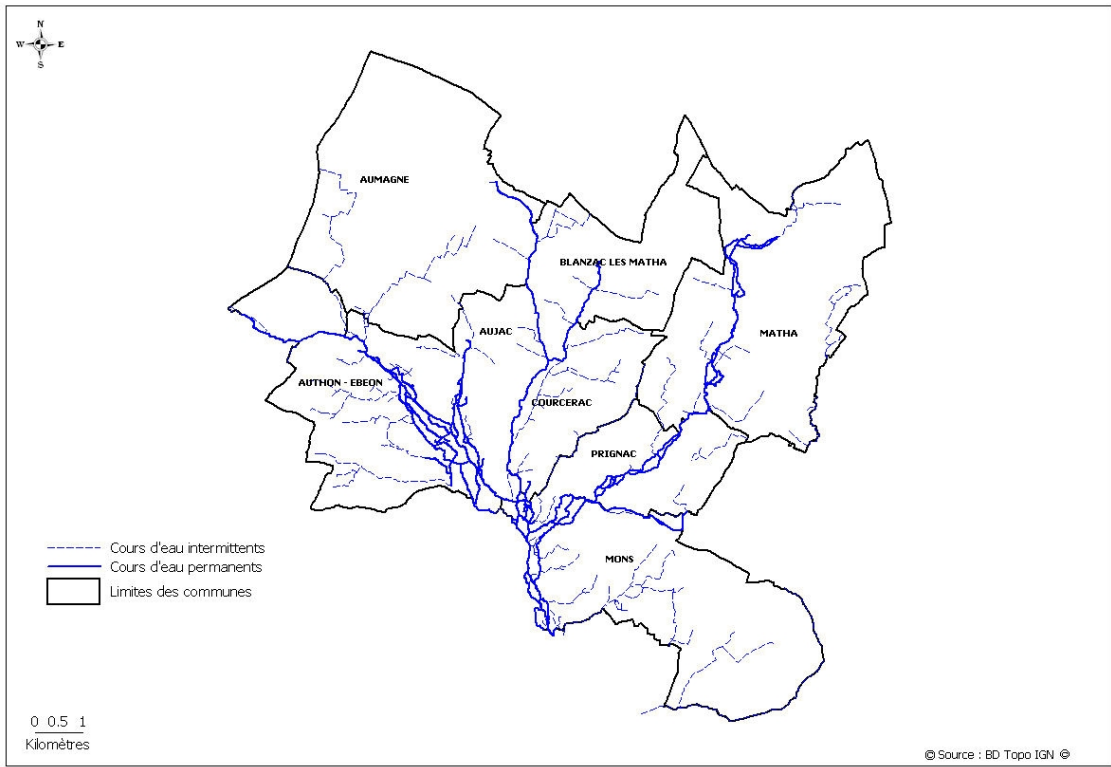 N
W E
S
AUMAGNE
BLANZAC LES MATHA
AUJAC
MATHA
AUTHON - EBEON
COURCERAC
PRIGNAC
MONS
Cours d'eau intermittents
Cours d'eau permanents
Limites des communes
0 0.5 1
Kilomètres
© Source : BD Topo IGN ©